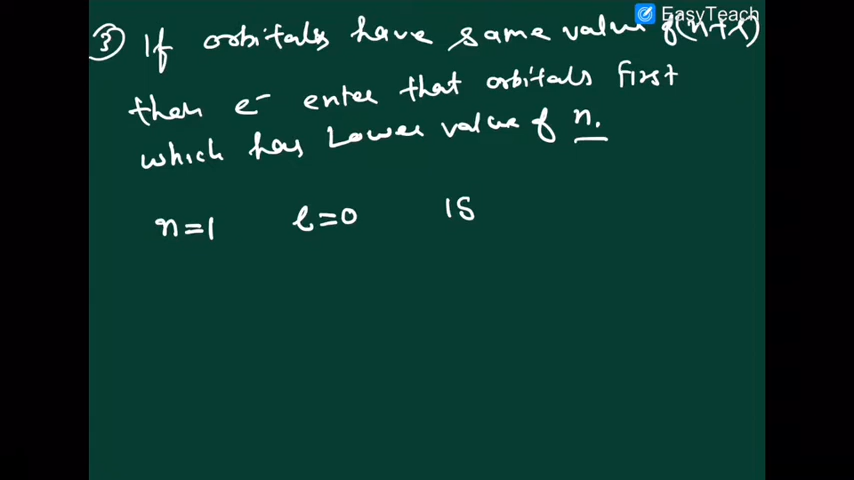 EasyTeach
③ If orbitals have same value of (n+l)
then e⁻ enter that orbitals first
which has Lower value of n.
n=1 l=0 1S